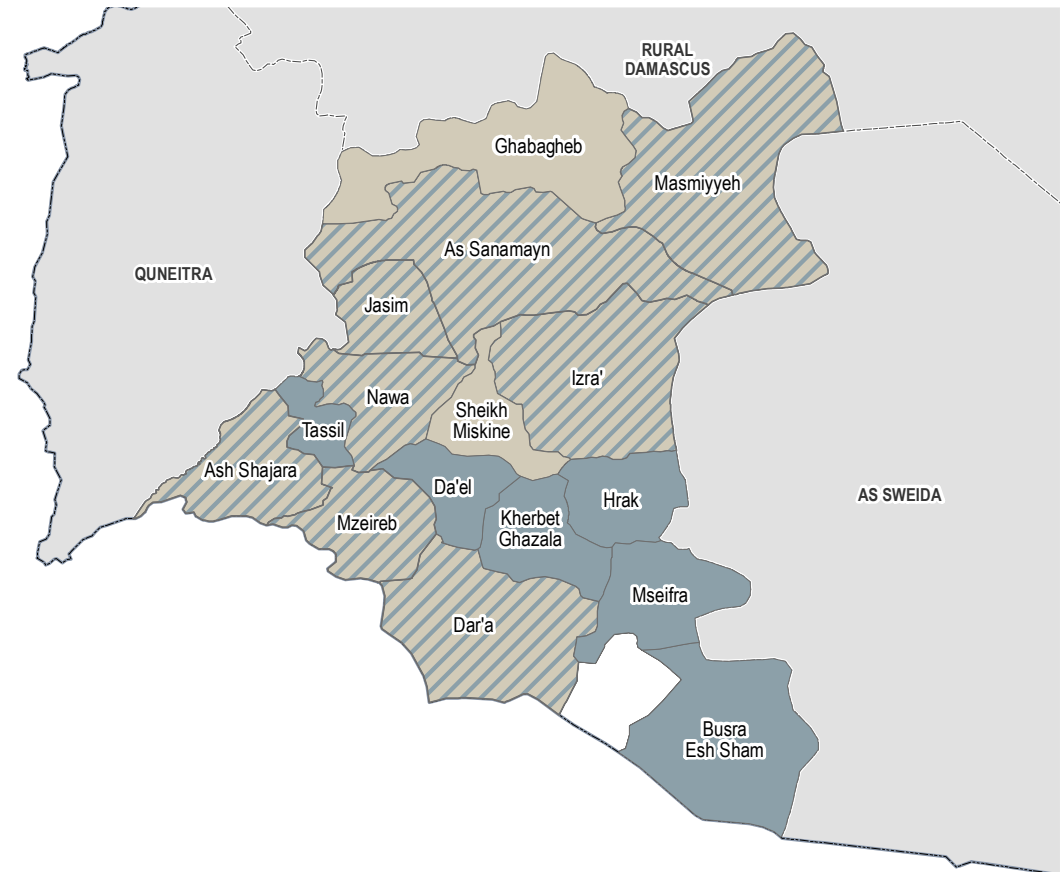 RURAL
DAMASCUS
Ghabagheb
Masmiyyeh
As Sanamayn
QUNEITRA
Jasim
Izra'
Nawa
Sheikh
Miskine
Tassil
Ash Shajara
Da'el
Hrak
AS SWEIDA
Kherbet
Ghazala
Mzeireb
Mseifra
Dar'a
Busra
Esh Sham